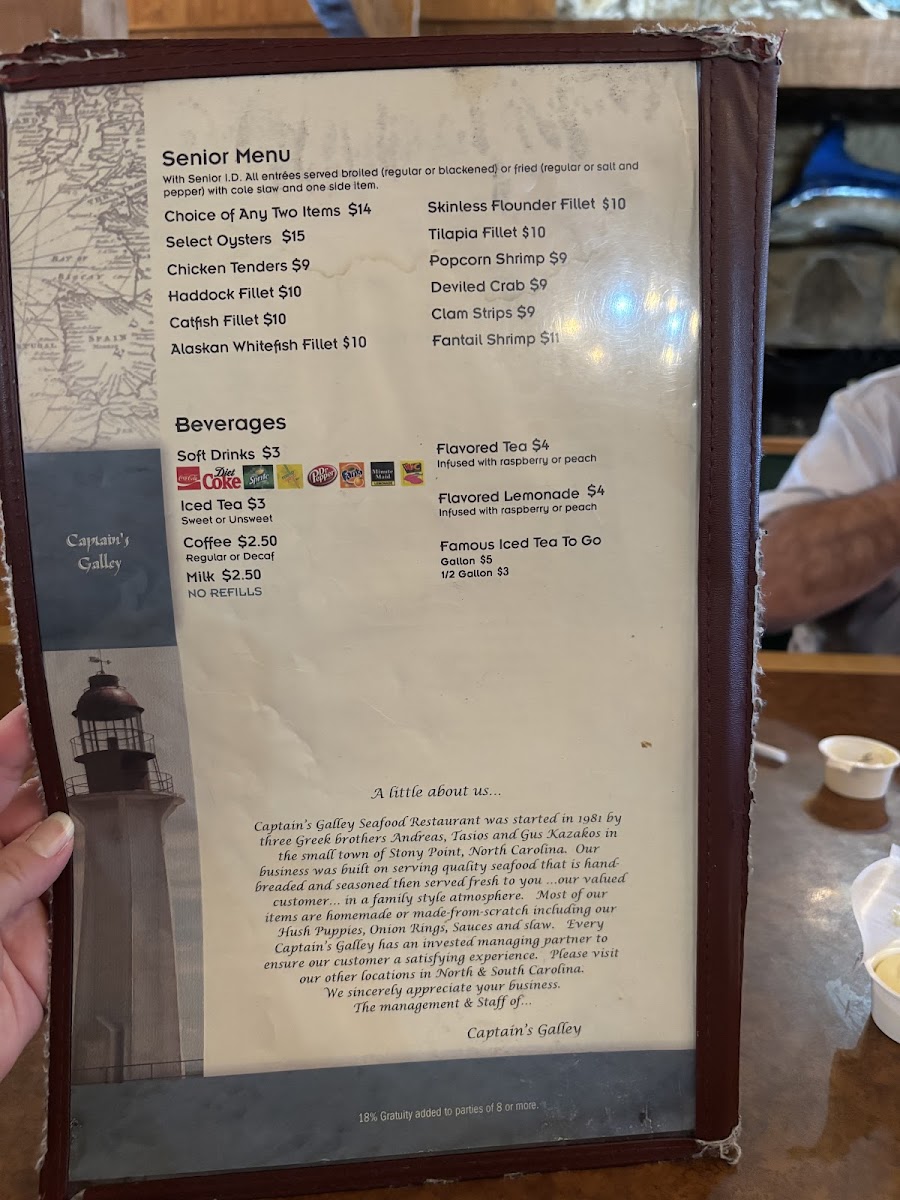 Senior Menu
With Senior I.D. All entrées served broiled (regular or blackened) or fried (regular or salt and
pepper) with cole slaw and one side item.
Choice of Any Two Items $14
Select Oysters $15
Chicken Tenders $9
Haddock Fillet $10
Catfish Fillet $10
Alaskan Whitefish Fillet $10
Skinless Flounder Fillet $10
Tilapia Fillet $10
Popcorn Shrimp $9
Deviled Crab $9
Clam Strips $9
Fantail Shrimp $11
Beverages
Soft Drinks $3
Coca-Cola Diet Coke Sprite Dr Pepper Fanta Minute Maid
Iced Tea $3
Sweet or Unsweet
Coffee $2.50
Regular or Decaf
Milk $2.50
NO REFILLS
Flavored Tea $4
Infused with raspberry or peach
Flavored Lemonade $4
Infused with raspberry or peach
Famous Iced Tea To Go
Gallon $5
1/2 Gallon $3
BAY OF
BISCAY
SPAIN
Captain's
Galley
A little about us...
Captain's Galley Seafood Restaurant was started in 1981 by
three Greek brothers Andreas, Tasios and Gus Kazakos in
the small town of Stony Point, North Carolina. Our
business was built on serving quality seafood that is hand-
breaded and seasoned then served fresh to you ...our valued
customer... in a family style atmosphere. Most of our
items are homemade or made-from-scratch including our
Hush Puppies, Onion Rings, Sauces and slaw. Every
Captain's Galley has an invested managing partner to
ensure our customer a satisfying experience. Please visit
our other locations in North & South Carolina.
We sincerely appreciate your business.
The management & Staff of...
Captain's Galley
18% Gratuity added to parties of 8 or more.